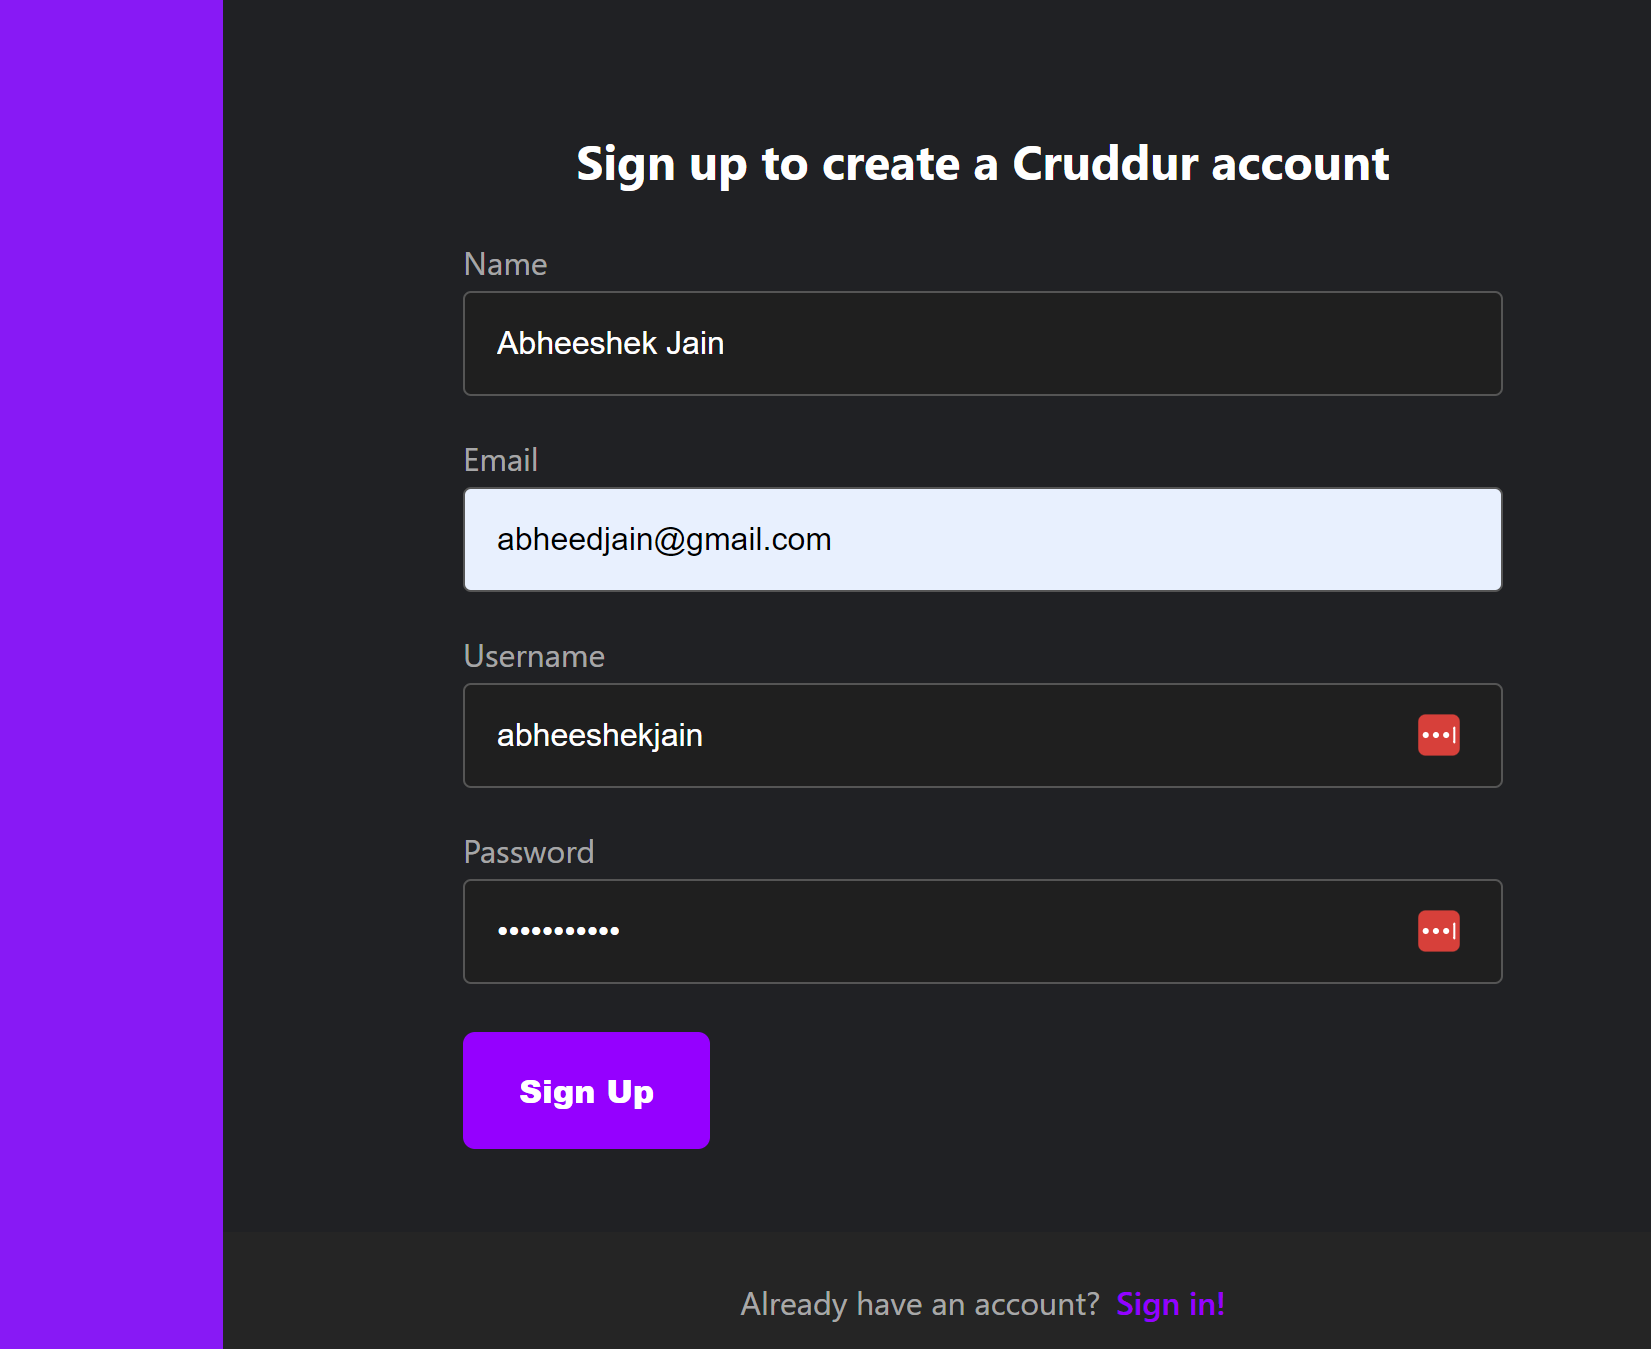 Sign up to create a Cruddur account
Name
Abheeshek Jain
Email
abheedjain@gmail.com
Username
abheeshekjain
Password
•••••••••••
Sign Up
Already have an account? Sign in!